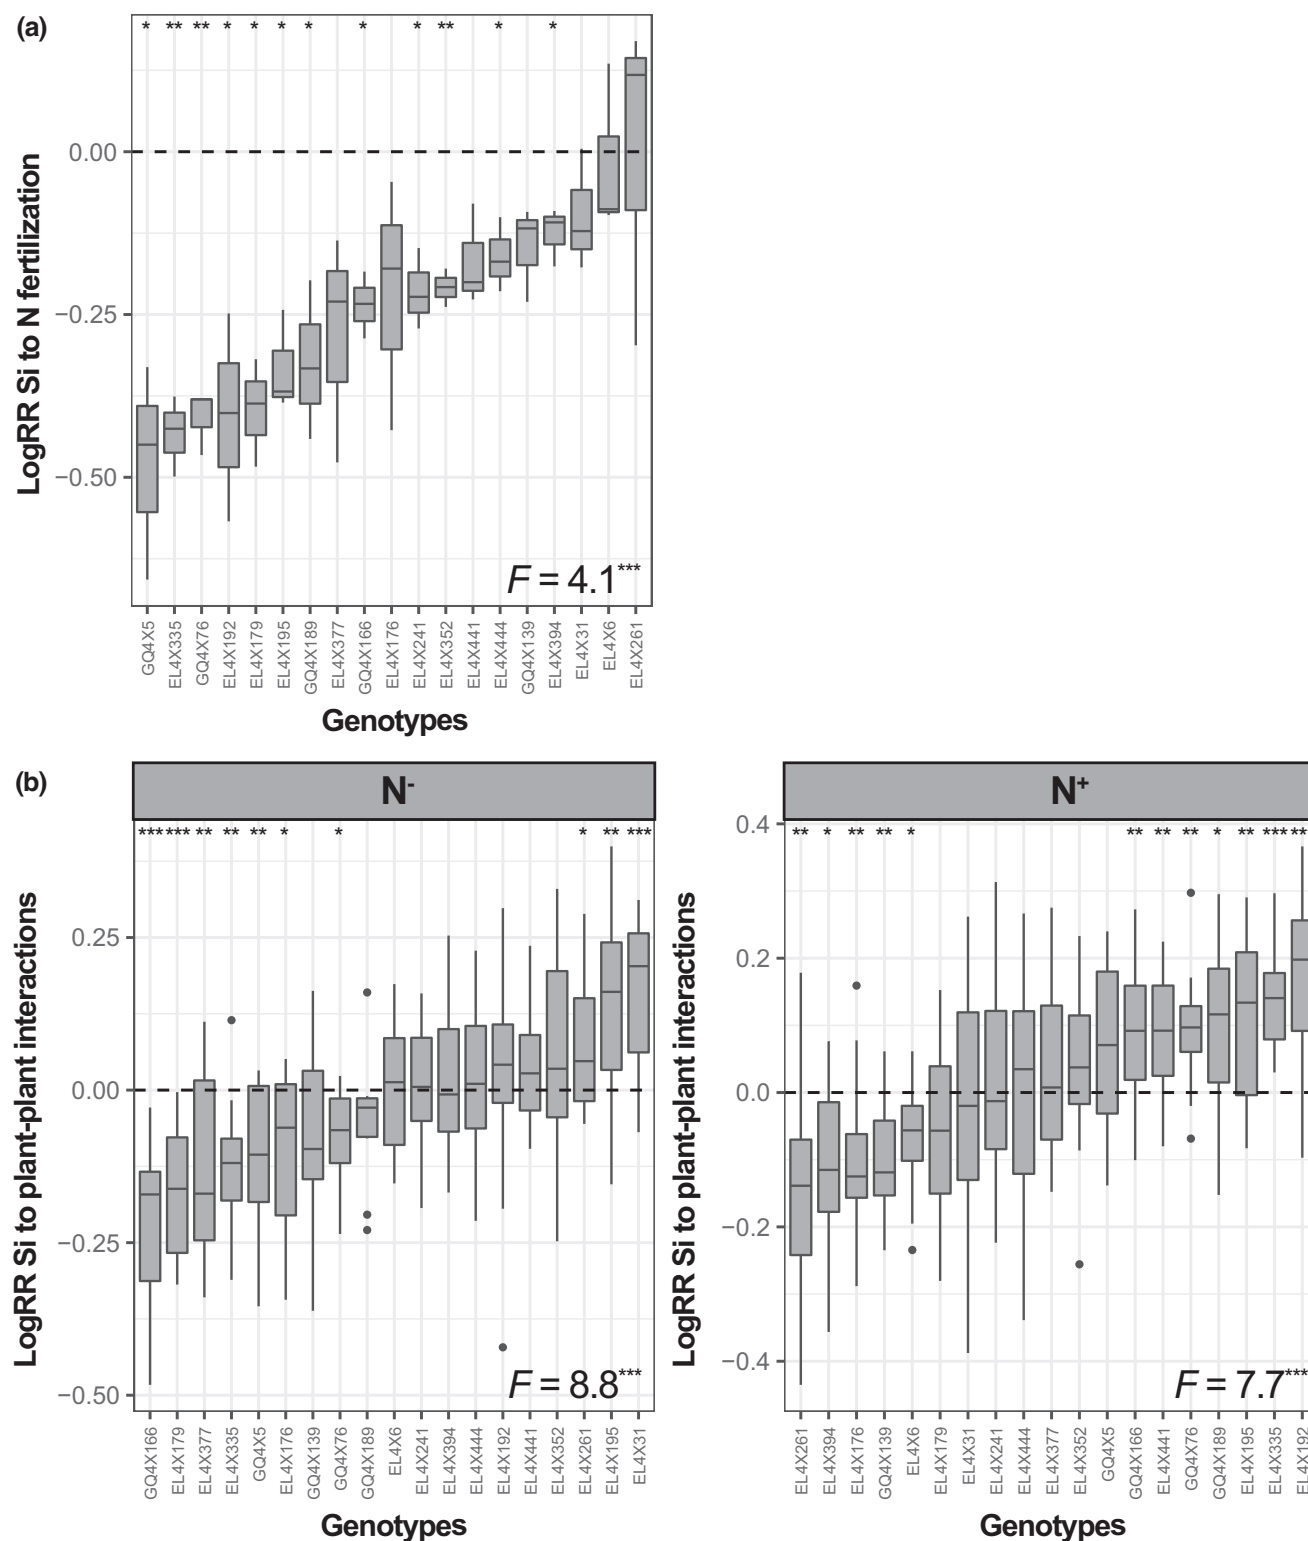 (a)
* ** ** * * * * * * ** * *
LogRR Si to N fertilization
0.00
−0.25
−0.50
F = 4.1***
GQ4X5
EL4X335
GQ4X76
EL4X192
EL4X179
EL4X195
GQ4X189
EL4X377
GQ4X166
EL4X176
EL4X241
EL4X352
EL4X441
EL4X444
GQ4X139
EL4X394
EL4X31
EL4X6
EL4X261
Genotypes
(b)
N-
*** *** ** ** ** * * * ** ***
LogRR Si to plant-plant interactions
0.25
0.00
−0.25
−0.50
F = 8.8***
GQ4X166
EL4X179
EL4X377
EL4X335
GQ4X5
EL4X176
GQ4X139
GQ4X76
GQ4X189
EL4X6
EL4X241
EL4X394
EL4X444
EL4X192
EL4X441
EL4X352
EL4X261
EL4X195
EL4X31
Genotypes
N+
** * ** ** * ** ** ** * ** *** **
LogRR Si to plant-plant interactions
0.4
0.2
0.0
−0.2
−0.4
F = 7.7***
EL4X261
EL4X394
EL4X176
GQ4X139
EL4X6
EL4X179
EL4X31
EL4X241
EL4X444
EL4X377
EL4X352
GQ4X5
GQ4X166
EL4X441
GQ4X76
GQ4X189
EL4X195
EL4X335
EL4X192
Genotypes